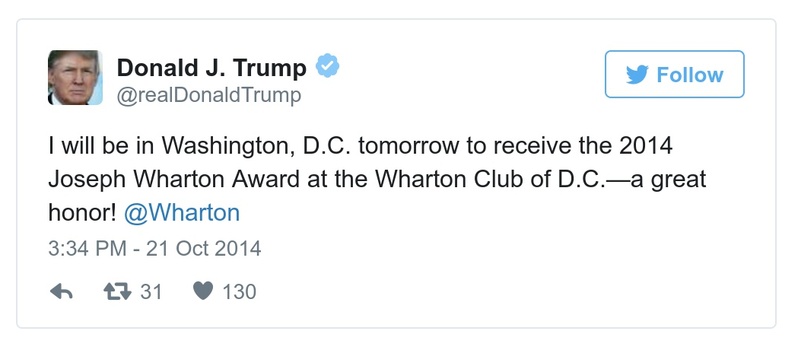 Donald J. Trump
@realDonaldTrump
Follow
I will be in Washington, D.C. tomorrow to receive the 2014
Joseph Wharton Award at the Wharton Club of D.C.—a great
honor! @Wharton
3:34 PM - 21 Oct 2014
31 130